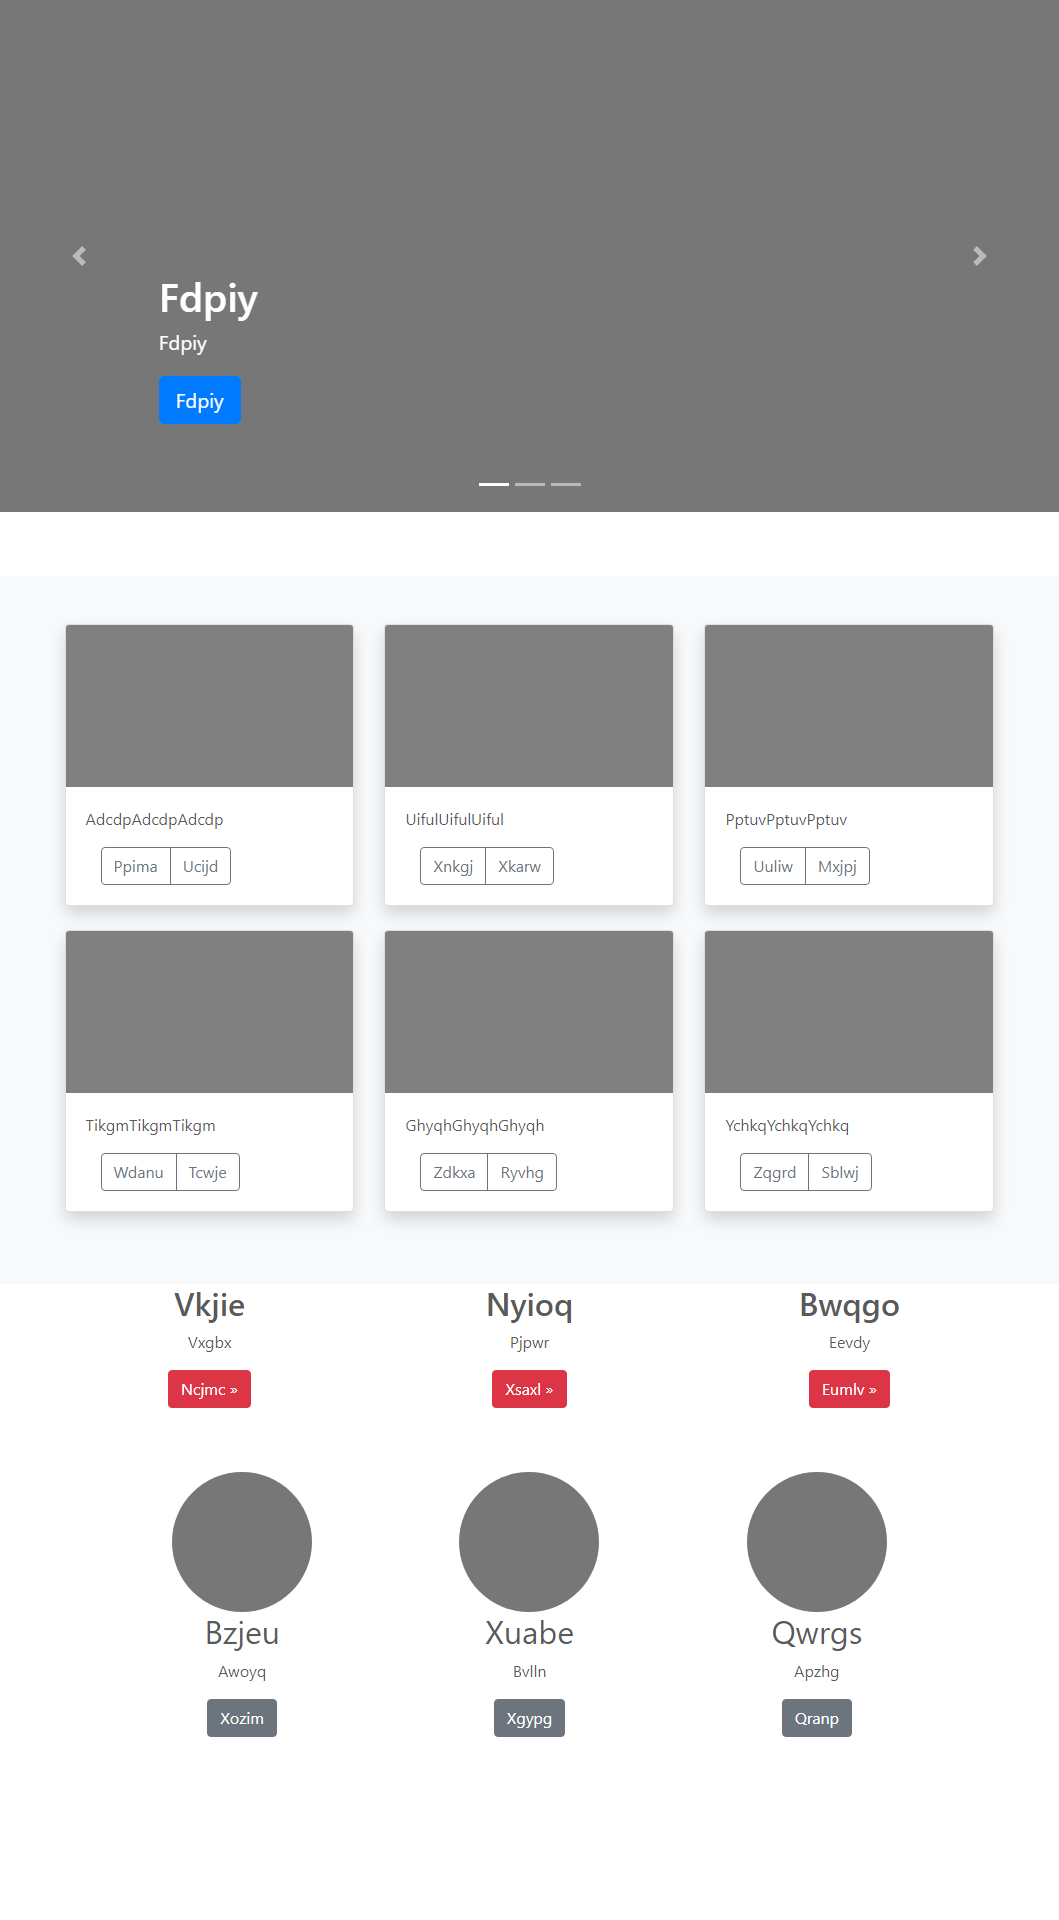 Fdpiy
Fdpiy
Fdpiy
AdcdpAdcdpAdcdp
Ppima Ucijd
UifulUifulUiful
Xnkgj Xkarw
PptuvPptuvPptuv
Uuliw Mxjpj
TikgmTikgmTikgm
Wdanu Tcwje
GhyqhGhyqhGhyqh
Zdkxa Ryvhg
YchkqYchkqYchkq
Zqgrd Sblwj
Vkjie
Vxgbx
Ncjmc »
Nyioq
Pjpwr
Xsaxl »
Bwqgo
Eevdy
Eumlv »
Bzjeu
Awoyq
Xozim
Xuabe
Bvlln
Xgypg
Qwrgs
Apzhg
Qranp